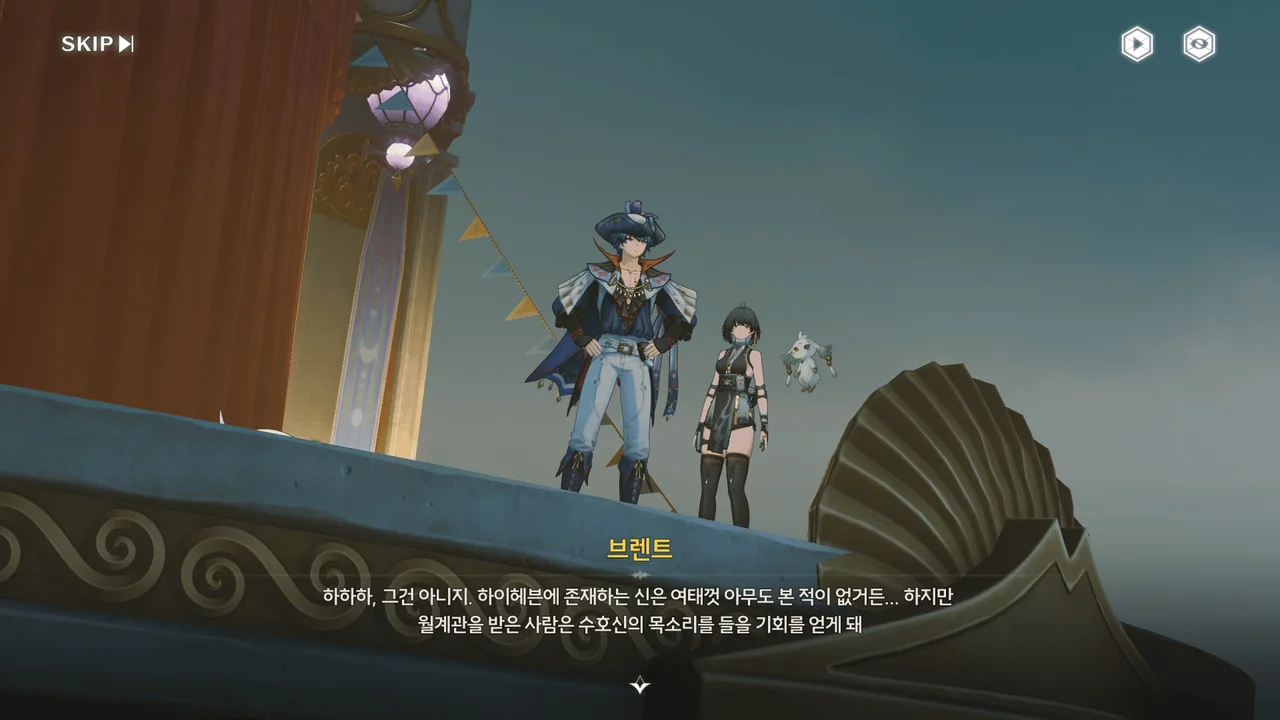 SKIP
브렌트
하하하, 그건 아니지. 하이헤븐에 존재하는 신은 여태껏 아무도 본 적이 없거든... 하지만
월계관을 받은 사람은 수호신의 목소리를 들을 기회를 얻게 돼